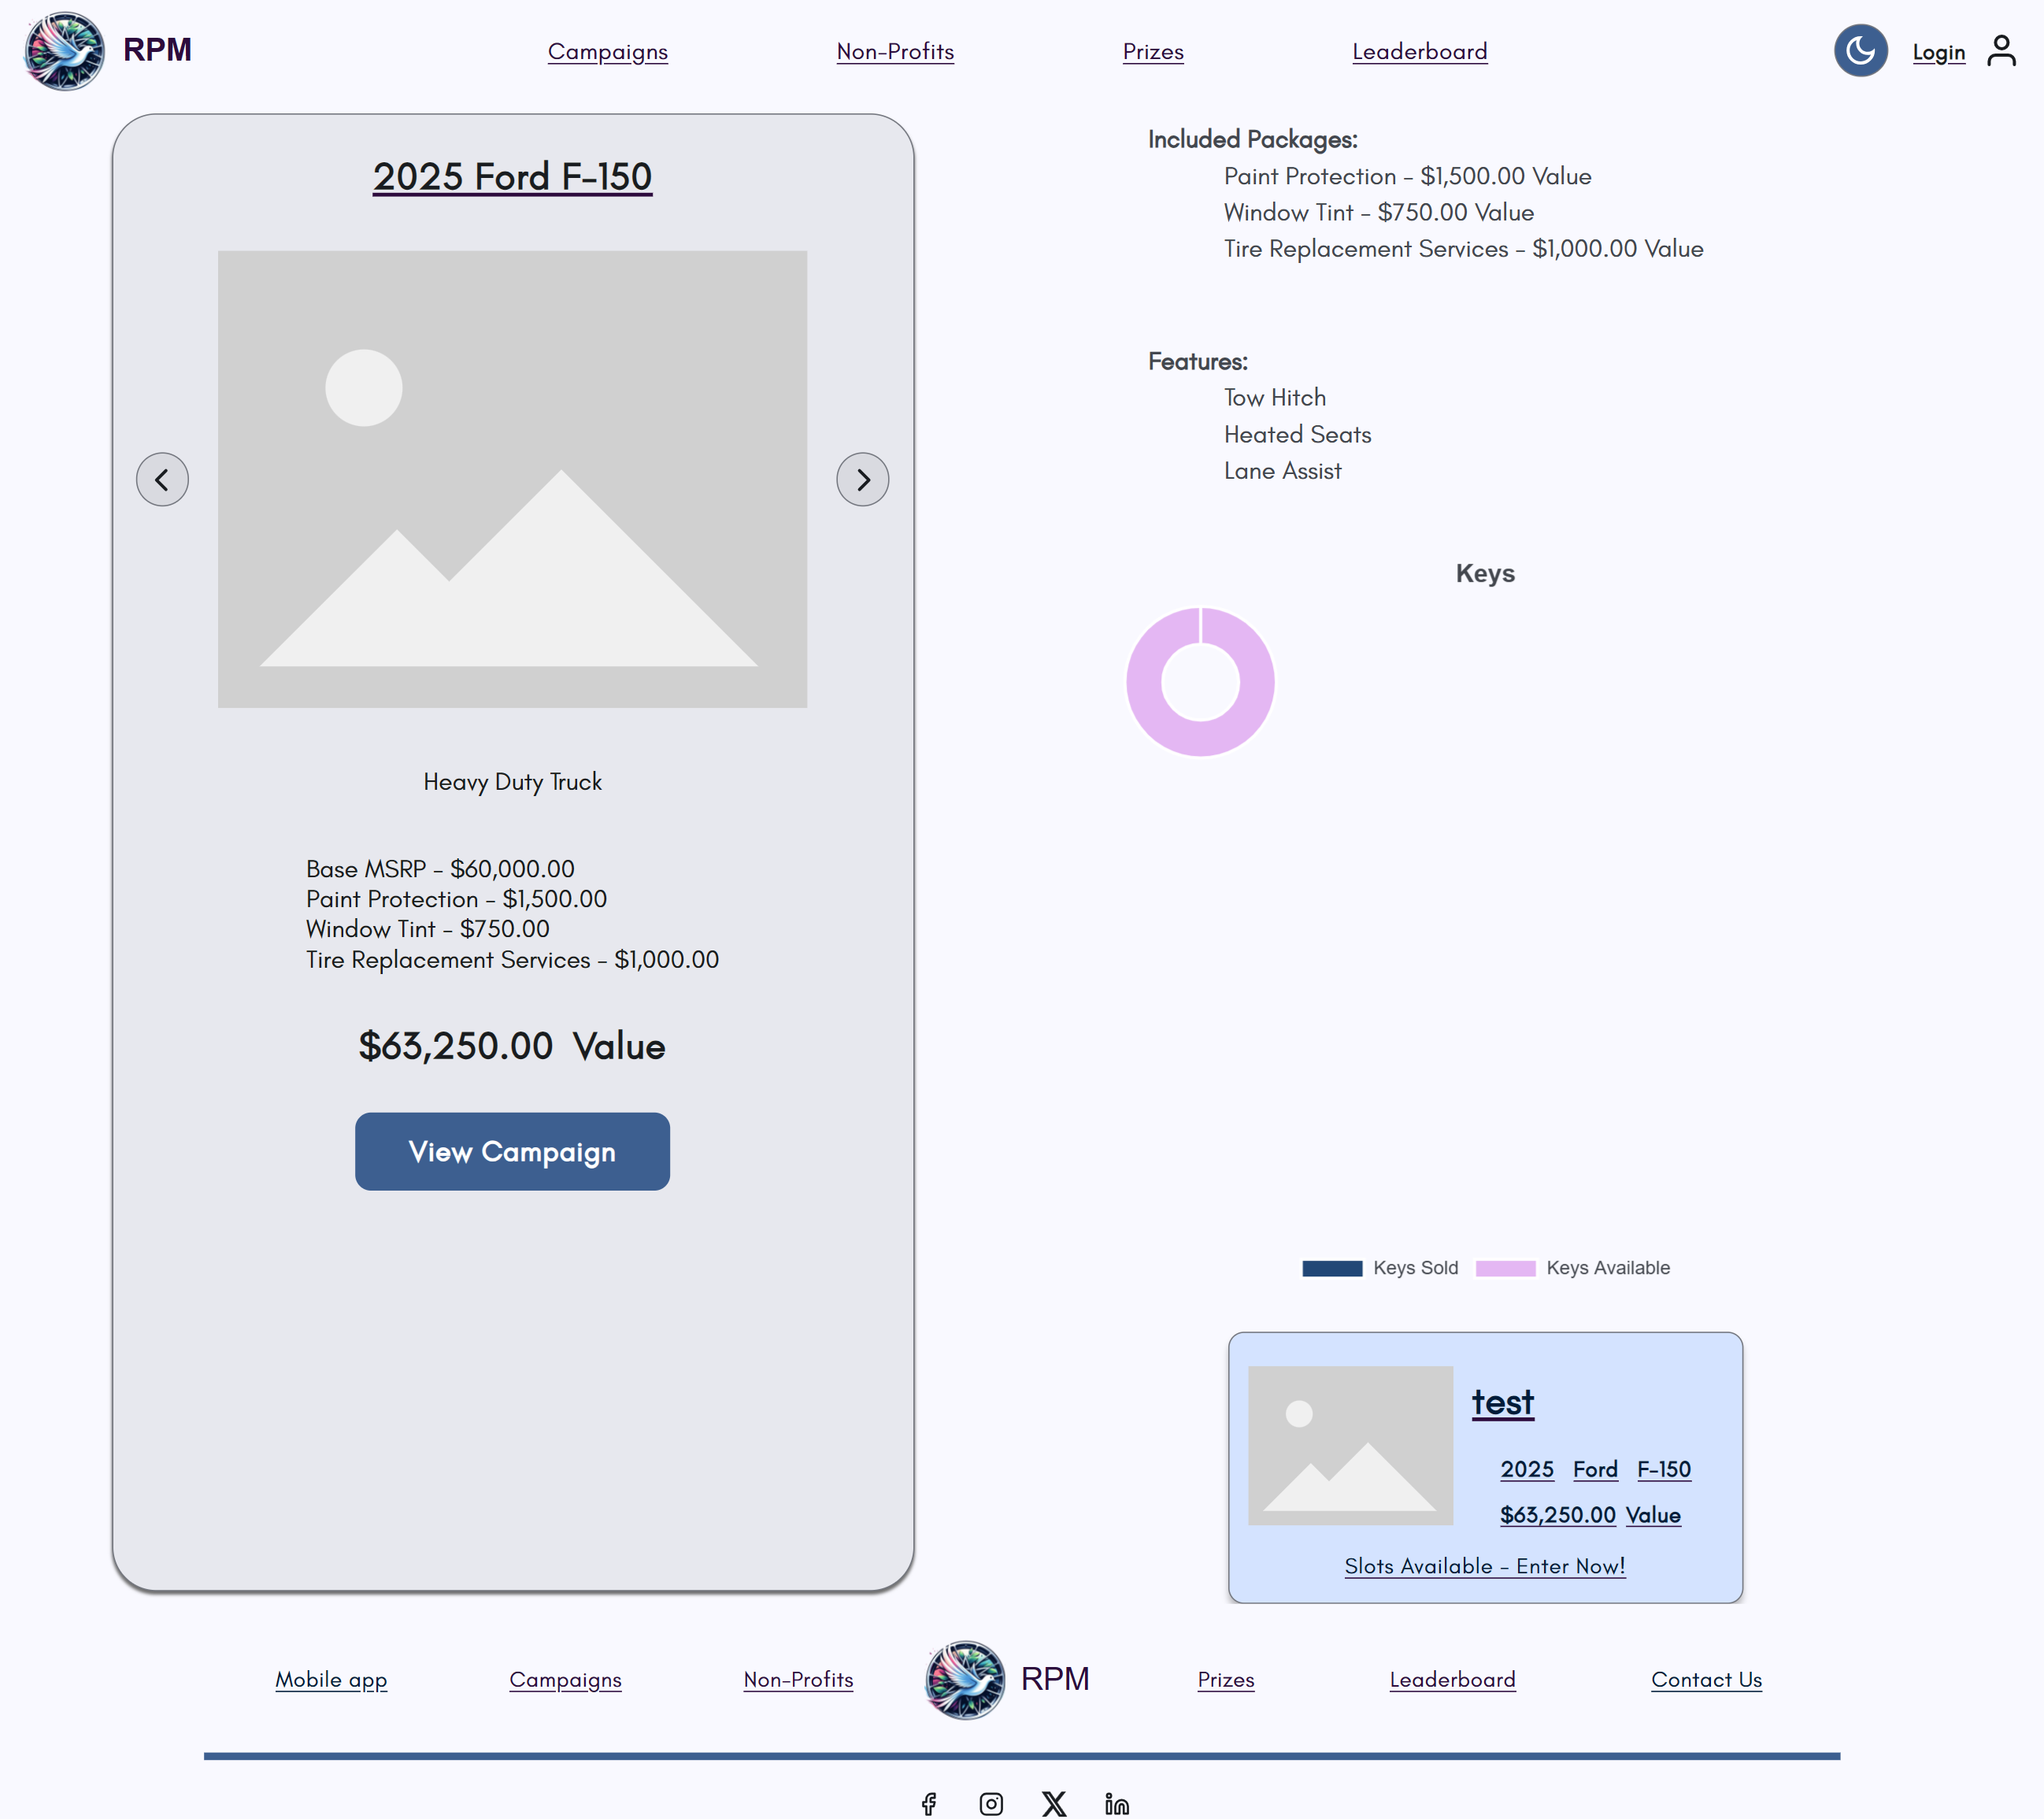 RPM
Campaigns
Non-Profits
Prizes
Leaderboard
Login
2025 Ford F-150
Heavy Duty Truck
Base MSRP - $60,000.00
Paint Protection - $1,500.00
Window Tint - $750.00
Tire Replacement Services - $1,000.00
$63,250.00 Value
View Campaign
Included Packages:
Paint Protection - $1,500.00 Value
Window Tint - $750.00 Value
Tire Replacement Services - $1,000.00 Value
Features:
Tow Hitch
Heated Seats
Lane Assist
Keys
Keys Sold
Keys Available
test
2025 Ford F-150
$63,250.00 Value
Slots Available - Enter Now!
Mobile app
Campaigns
Non-Profits
RPM
Prizes
Leaderboard
Contact Us